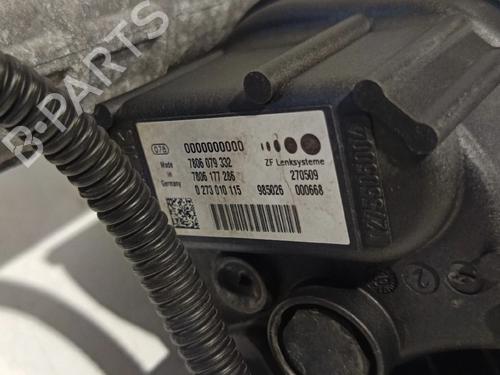 B-PARTS
078 0000000000
Made 7806 079 332 ZF Lenksysteme
in 7806 177 286 270509
Germany 0 273 010 115 985026 000668